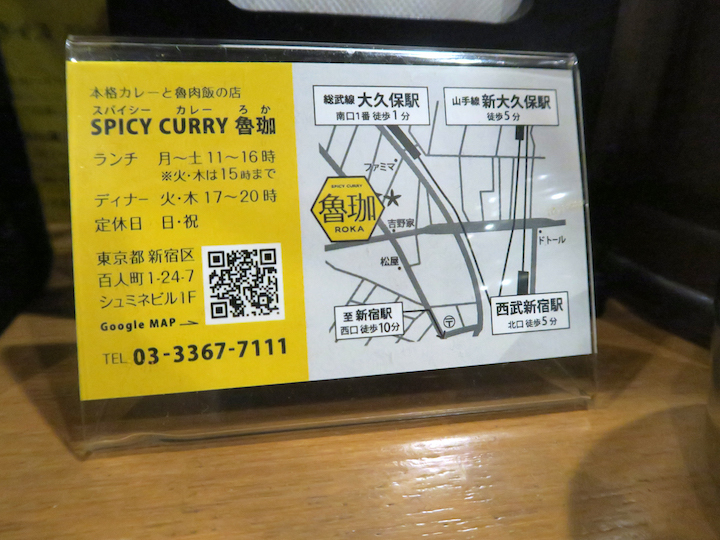 本格カレーと魯肉飯の店
スパイシー カレー ろか
SPICY CURRY 魯珈
ランチ 月〜土 11〜16時
※火・木は15時まで
ディナー 火・木 17〜20時
定休日 日・祝
東京都 新宿区
百人町1-24-7
シュミネビル1F
Google MAP
TEL 03-3367-7111
総武線 大久保駅
南口1番 徒歩1分
山手線 新大久保駅
徒歩5分
ファミマ
SPICY CURRY
魯珈
ROKA
吉野家
ドトール
松屋
至 新宿駅
西口 徒歩10分
〒
西武新宿駅
北口 徒歩5分